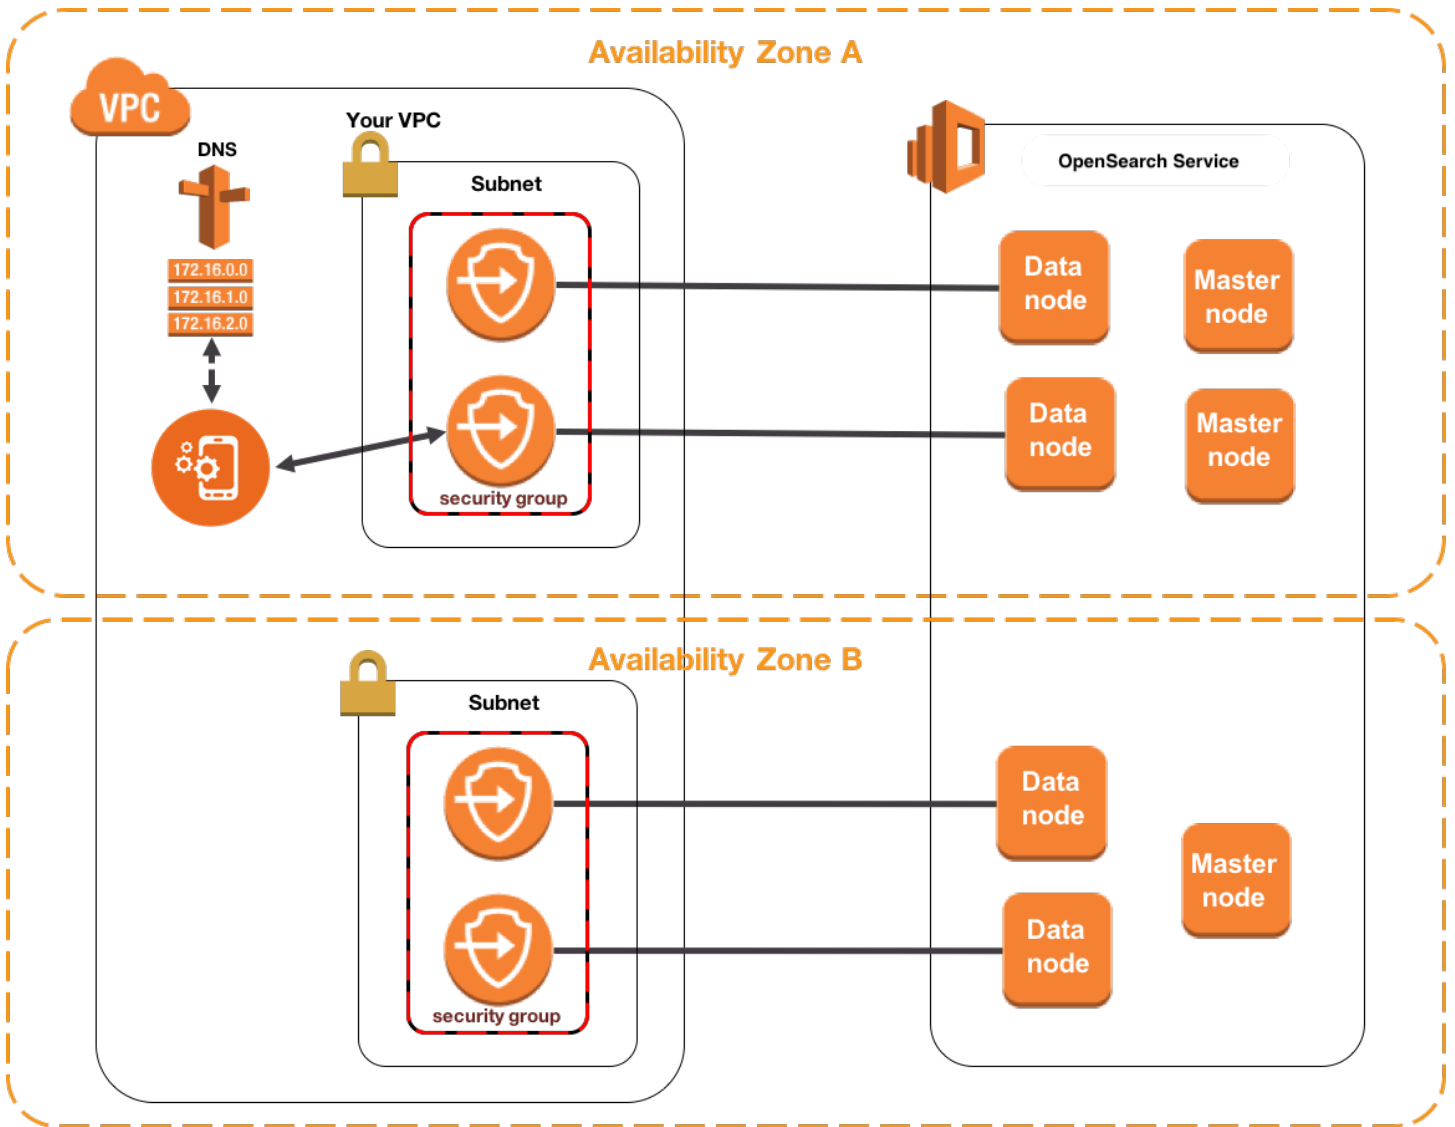 Availability Zone A
VPC
Your VPC
DNS
OpenSearch Service
Subnet
172.16.0.0
172.16.1.0
172.16.2.0
Data
node
Master
node
Data
node
Master
node
security group
Availability Zone B
Subnet
Data
node
Master
node
Data
node
security group